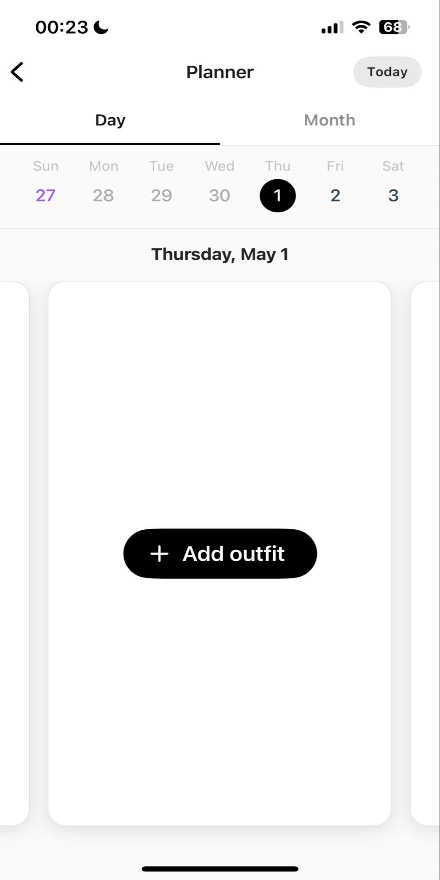 00:23 68
Planner Today
Day Month
Sun Mon Tue Wed Thu Fri Sat
27 28 29 30 1 2 3
Thursday, May 1
+ Add outfit